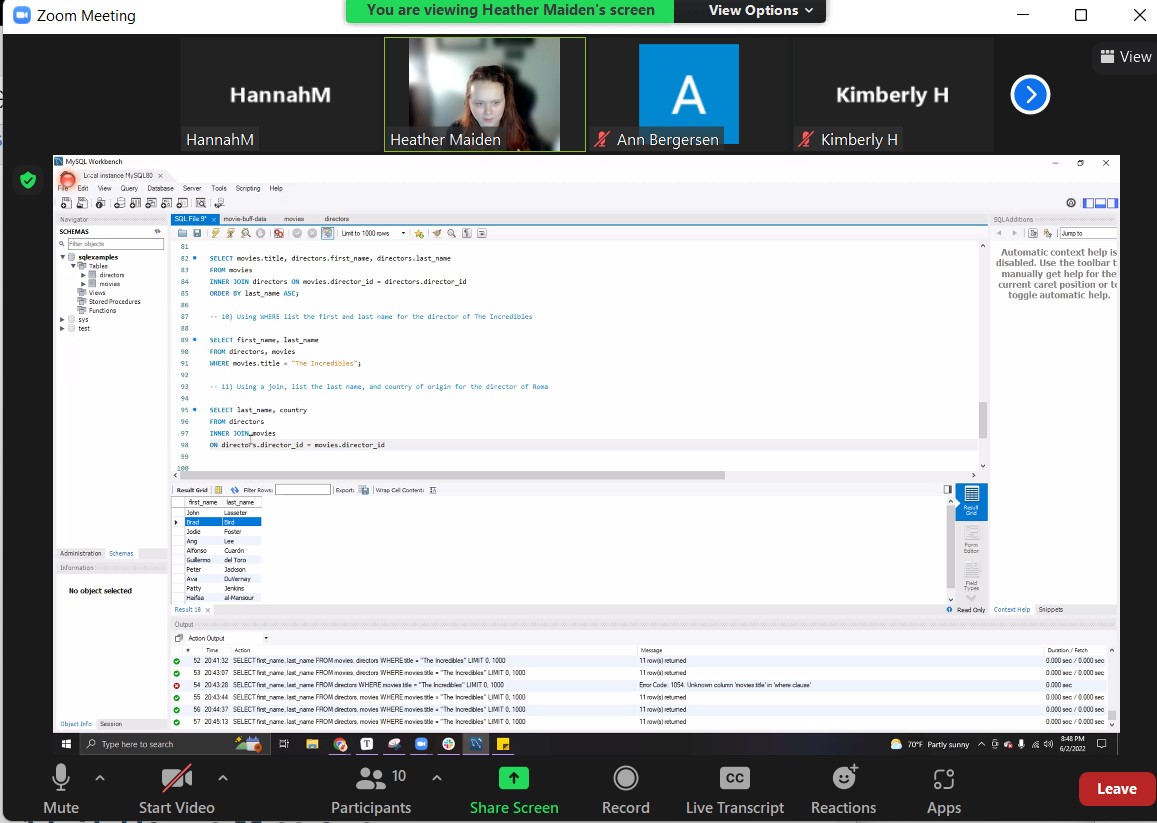 Zoom Meeting
You are viewing Heather Maiden's screen
View Options
View
HannahM
HannahM
Heather Maiden
A
Ann Bergersen
Kimberly H
Kimberly H
MySQL Workbench
Local instance MySQL80
File Edit View Query Database Server Tools Scripting Help
Navigator
SCHEMAS
Filter objects
sqlexamples
Tables
directors
movies
Views
Stored Procedures
Functions
sys
test
Administration Schemas
Information
No object selected
Object Info Session
SQL File 9* movie-buff-data movies directors
Limit to 1000 rows
81
82 SELECT movies.title, directors.first_name, directors.last_name
83 FROM movies
84 INNER JOIN directors ON movies.director_id = directors.director_id
85 ORDER BY last_name ASC;
86
87 -- 10) Using WHERE list the first and last name for the director of The Incredibles
88
89 SELECT first_name, last_name
90 FROM directors, movies
91 WHERE movies.title = "The Incredibles";
92
93 -- 11) Using a join, list the last name, and country of origin for the director of Roma
94
95 SELECT last_name, country
96 FROM directors
97 INNER JOIN movies
98 ON directors.director_id = movies.director_id
99
100
SQLAdditions
Jump to
Automatic context help is
disabled. Use the toolbar t
manually get help for the
current caret position or to
toggle automatic help.
Result Grid Filter Rows: Export: Wrap Cell Content:
first_name last_name
John Lasseter
Brad Bird
Jodie Foster
Ang Lee
Alfonso Cuarón
Guillermo del Toro
Peter Jackson
Ava DuVernay
Patty Jenkins
Haifaa al-Mansour
Result Grid
Form Editor
Field Types
Result 18
Read Only
Context Help Snippets
Output
Action Output
# Time Action Message Duration / Fetch
52 20:41:32 SELECT first_name, last_name FROM movies, directors WHERE title = "The Incredibles" LIMIT 0, 1000 11 row(s) returned 0.000 sec / 0.000 sec
53 20:43:07 SELECT first_name, last_name FROM movies, directors WHERE movies.title = "The Incredibles" LIMIT 0, 1000 11 row(s) returned 0.000 sec / 0.000 sec
54 20:43:28 SELECT first_name, last_name FROM directors WHERE movies.title = "The Incredibles" LIMIT 0, 1000 Error Code: 1054. Unknown column 'movies.title' in 'where clause' 0.000 sec
55 20:43:44 SELECT first_name, last_name FROM directors, movies WHERE movies.title = "The Incredibles" LIMIT 0, 1000 11 row(s) returned 0.000 sec / 0.000 sec
56 20:44:37 SELECT first_name, last_name FROM directors, movies WHERE movies.title = "The Incredibles" LIMIT 0, 1000 11 row(s) returned 0.000 sec / 0.000 sec
57 20:45:13 SELECT first_name, last_name FROM directors, movies WHERE movies.title = "The Incredibles" LIMIT 0, 1000 11 row(s) returned 0.000 sec / 0.000 sec
Type here to search
T
70°F Partly sunny
8:48 PM
6/2/2022
10
CC
Mute Start Video Participants Share Screen Record Live Transcript Reactions Apps
Leave